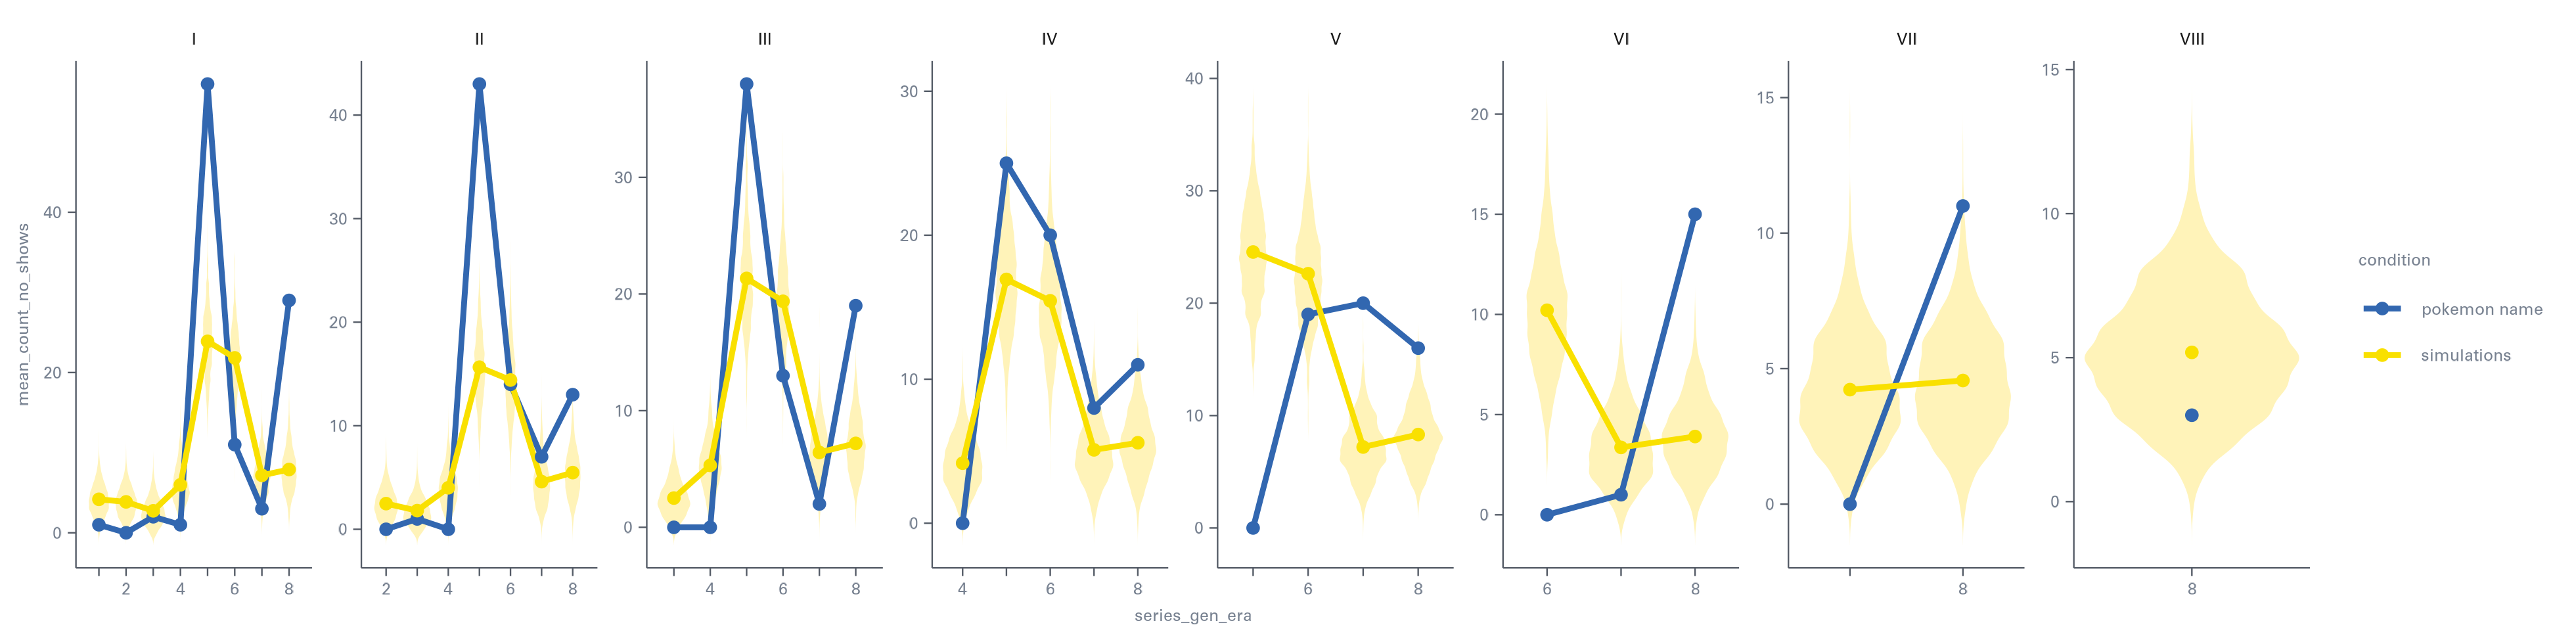 I II III IV V VI VII VIII
mean_count_no_shows
0 20 40
2 4 6 8
0 10 20 30 40
2 4 6 8
0 10 20 30
4 6 8
0 10 20 30
4 6 8
0 10 20 30 40
6 8
0 5 10 15 20
6 8
0 5 10 15
8
0 5 10 15
8
series_gen_era
condition
pokemon name
simulations